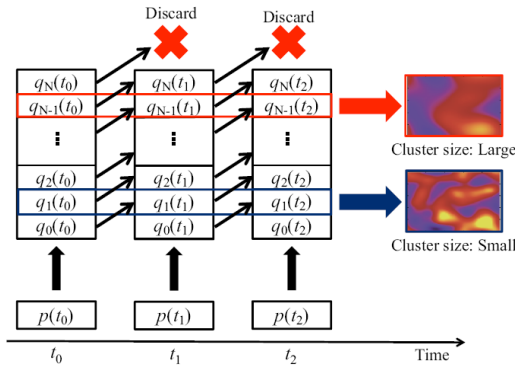 Discard
Discard
qN(t0) qN(t1) qN(t2)
qN-1(t0) qN-1(t1) qN-1(t2)
Cluster size: Large
q2(t0) q2(t1) q2(t2)
q1(t0) q1(t1) q1(t2)
q0(t0) q0(t1) q0(t2)
Cluster size: Small
p(t0) p(t1) p(t2)
t0 t1 t2 Time